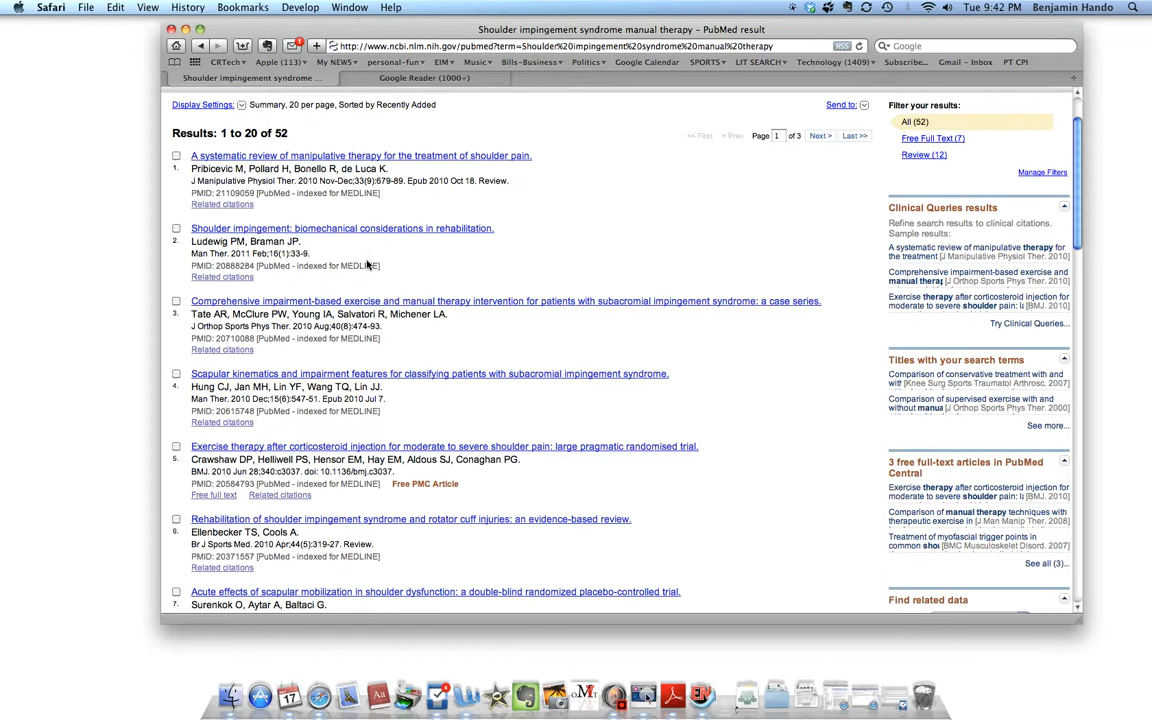 Safari File Edit View History Bookmarks Develop Window Help Tue 9:42 PM Benjamin Hando
Shoulder impingement syndrome manual therapy - PubMed result
http://www.ncbi.nlm.nih.gov/pubmed?term=Shoulder%20impingement%20syndrome%20manual%20therapy RSS Google
CRTech Apple (113) My NEWS personal-fun EIM Music Bills-Business Politics Google Calendar SPORTS LIT SEARCH Technology (1409) Subscribe... Gmail - Inbox PT CPI
Shoulder impingement syndrome ... Google Reader (1000+)
Display Settings: Summary, 20 per page, Sorted by Recently Added Send to:
Results: 1 to 20 of 52 << First < Prev Page 1 of 3 Next > Last >>
A systematic review of manipulative therapy for the treatment of shoulder pain.
1. Pribicevic M, Pollard H, Bonello R, de Luca K.
J Manipulative Physiol Ther. 2010 Nov-Dec;33(9):679-89. Epub 2010 Oct 18. Review.
PMID: 21109059 [PubMed - indexed for MEDLINE]
Related citations
Shoulder impingement: biomechanical considerations in rehabilitation.
2. Ludewig PM, Braman JP.
Man Ther. 2011 Feb;16(1):33-9.
PMID: 20888284 [PubMed - indexed for MEDLINE]
Related citations
Comprehensive impairment-based exercise and manual therapy intervention for patients with subacromial impingement syndrome: a case series.
3. Tate AR, McClure PW, Young IA, Salvatori R, Michener LA.
J Orthop Sports Phys Ther. 2010 Aug;40(8):474-93.
PMID: 20710088 [PubMed - indexed for MEDLINE]
Related citations
Scapular kinematics and impairment features for classifying patients with subacromial impingement syndrome.
4. Hung CJ, Jan MH, Lin YF, Wang TQ, Lin JJ.
Man Ther. 2010 Dec;15(6):547-51. Epub 2010 Jul 7.
PMID: 20615748 [PubMed - indexed for MEDLINE]
Related citations
Exercise therapy after corticosteroid injection for moderate to severe shoulder pain: large pragmatic randomised trial.
5. Crawshaw DP, Helliwell PS, Hensor EM, Hay EM, Aldous SJ, Conaghan PG.
BMJ. 2010 Jun 28;340:c3037. doi: 10.1136/bmj.c3037.
PMID: 20584793 [PubMed - indexed for MEDLINE] Free PMC Article
Free full text Related citations
Rehabilitation of shoulder impingement syndrome and rotator cuff injuries: an evidence-based review.
6. Ellenbecker TS, Cools A.
Br J Sports Med. 2010 Apr;44(5):319-27. Review.
PMID: 20371557 [PubMed - indexed for MEDLINE]
Related citations
Acute effects of scapular mobilization in shoulder dysfunction: a double-blind randomized placebo-controlled trial.
7. Surenkok O, Aytar A, Baltaci G.
Filter your results:
All (52)
Free Full Text (7)
Review (12)
Manage Filters
Clinical Queries results
Refine search results to clinical citations.
Sample results:
A systematic review of manipulative therapy for
the treatment [J Manipulative Physiol Ther. 2010]
Comprehensive impairment-based exercise and
manual therap [J Orthop Sports Phys Ther. 2010]
Exercise therapy after corticosteroid injection for
moderate to severe shoulder pain: l [BMJ. 2010]
Try Clinical Queries...
Titles with your search terms
Comparison of conservative treatment with and
with [Knee Surg Sports Traumatol Arthrosc. 2007]
Comparison of supervised exercise with and
without manua [J Orthop Sports Phys Ther. 2000]
See more...
3 free full-text articles in PubMed
Central
Exercise therapy after corticosteroid injection for
moderate to severe shoulder pain: l [BMJ. 2010]
Comparison of manual therapy techniques with
therapeutic exercise in [J Man Manip Ther. 2008]
Treatment of myofascial trigger points in
common shou [BMC Musculoskelet Disord. 2007]
See all (3)...
Find related data